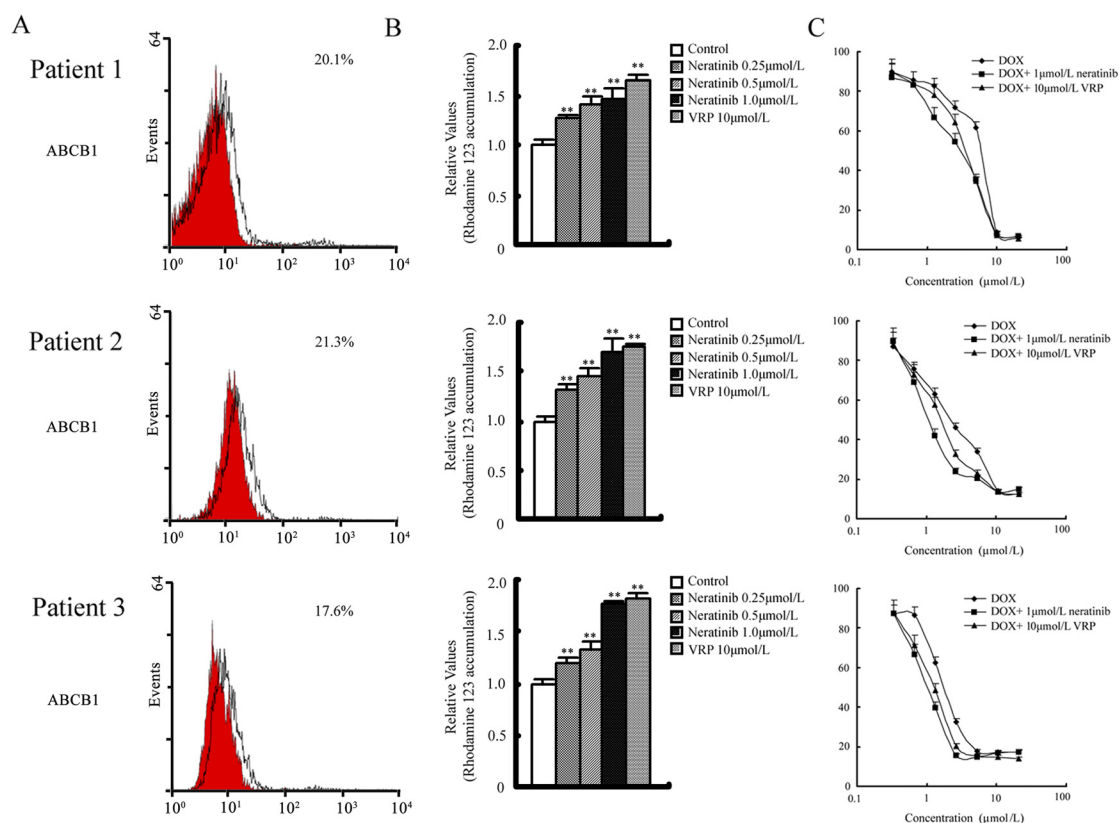 A
B
C
Patient 1
ABCB1
64
Events
20.1%
10⁰ 10¹ 10² 10³ 10⁴
Relative Values
(Rhodamine 123 accumulation)
2.0
1.5
1.0
0.5
0
** ** ** **
Control
Neratinib 0.25μmol/L
Neratinib 0.5μmol/L
Neratinib 1.0μmol/L
VRP 10μmol/L
100
80
60
40
20
0
0.1 1 10 100
Concentration (μmol/L)
DOX
DOX+ 1μmol/L neratinib
DOX+ 10μmol/L VRP
Patient 2
ABCB1
64
Events
21.3%
10⁰ 10¹ 10² 10³ 10⁴
Relative Values
(Rhodamine 123 accumulation)
2.0
1.5
1.0
0.5
0
** ** ** **
Control
Neratinib 0.25μmol/L
Neratinib 0.5μmol/L
Neratinib 1.0μmol/L
VRP 10μmol/L
100
80
60
40
20
0
0.1 1 10 100
Concentration (μmol/L)
DOX
DOX+ 1μmol/L neratinib
DOX+ 10μmol/L VRP
Patient 3
ABCB1
64
Events
17.6%
10⁰ 10¹ 10² 10³ 10⁴
Relative Values
(Rhodamine 123 accumulation)
2.0
1.5
1.0
0.5
0
** ** ** **
Control
Neratinib 0.25μmol/L
Neratinib 0.5μmol/L
Neratinib 1.0μmol/L
VRP 10μmol/L
100
80
60
40
20
0
0.1 1 10 100
Concentration (μmol/L)
DOX
DOX+ 1μmol/L neratinib
DOX+ 10μmol/L VRP